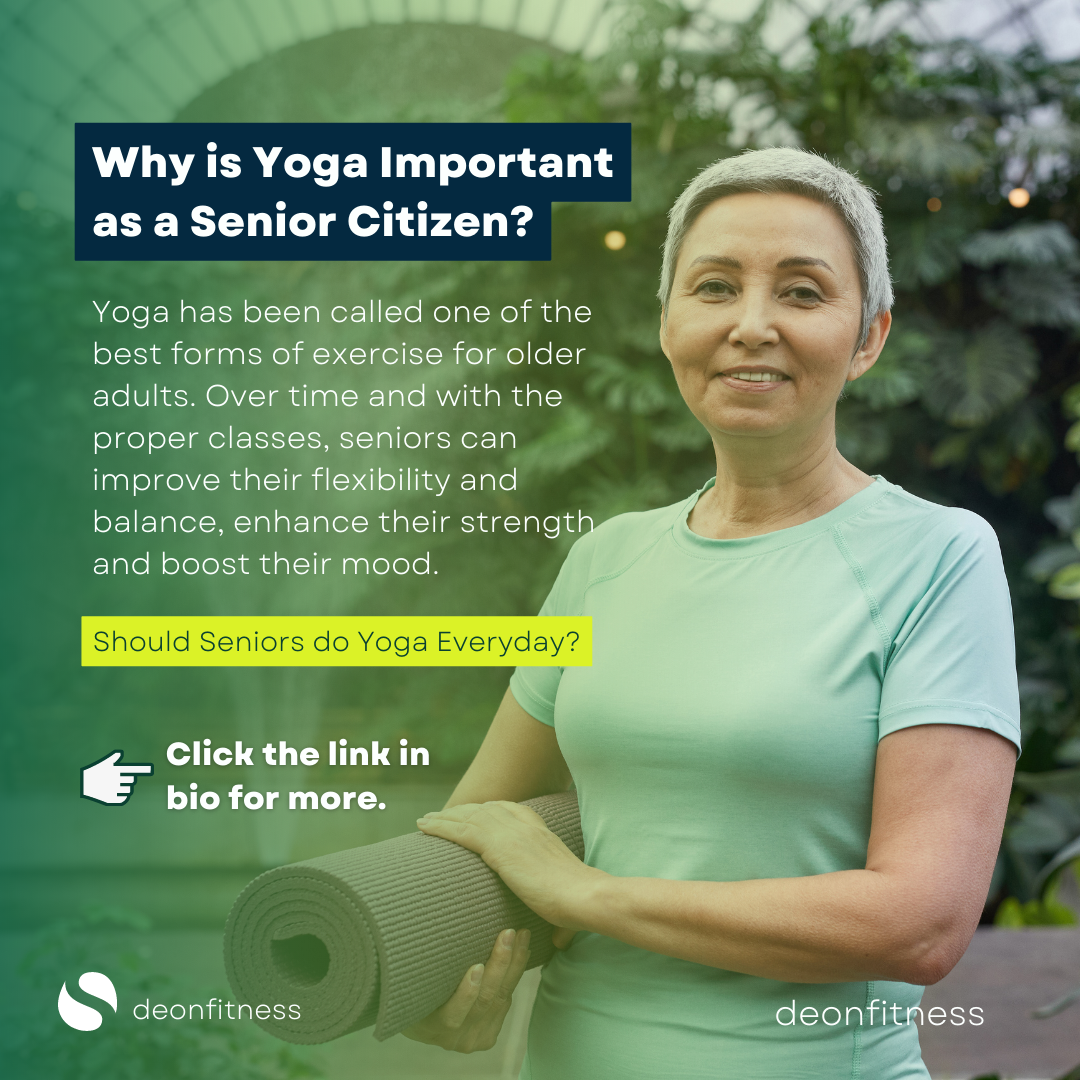 Why is Yoga Important
as a Senior Citizen?
Yoga has been called one of the
best forms of exercise for older
adults. Over time and with the
proper classes, seniors can
improve their flexibility and
balance, enhance their strength
and boost their mood.
Should Seniors do Yoga Everyday?
Click the link in
bio for more.
deonfitness
deonfitness